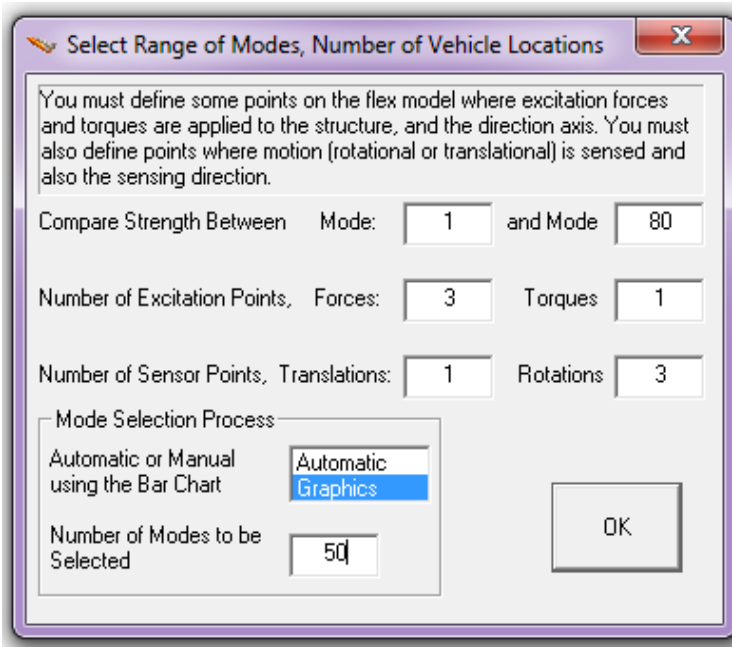 Select Range of Modes, Number of Vehicle Locations
You must define some points on the flex model where excitation forces
and torques are applied to the structure, and the direction axis. You must
also define points where motion (rotational or translational) is sensed and
also the sensing direction.
Compare Strength Between Mode: 1 and Mode 80
Number of Excitation Points, Forces: 3 Torques 1
Number of Sensor Points, Translations: 1 Rotations 3
Mode Selection Process
Automatic or Manual
using the Bar Chart
Automatic
Graphics
Number of Modes to be
Selected
50
OK